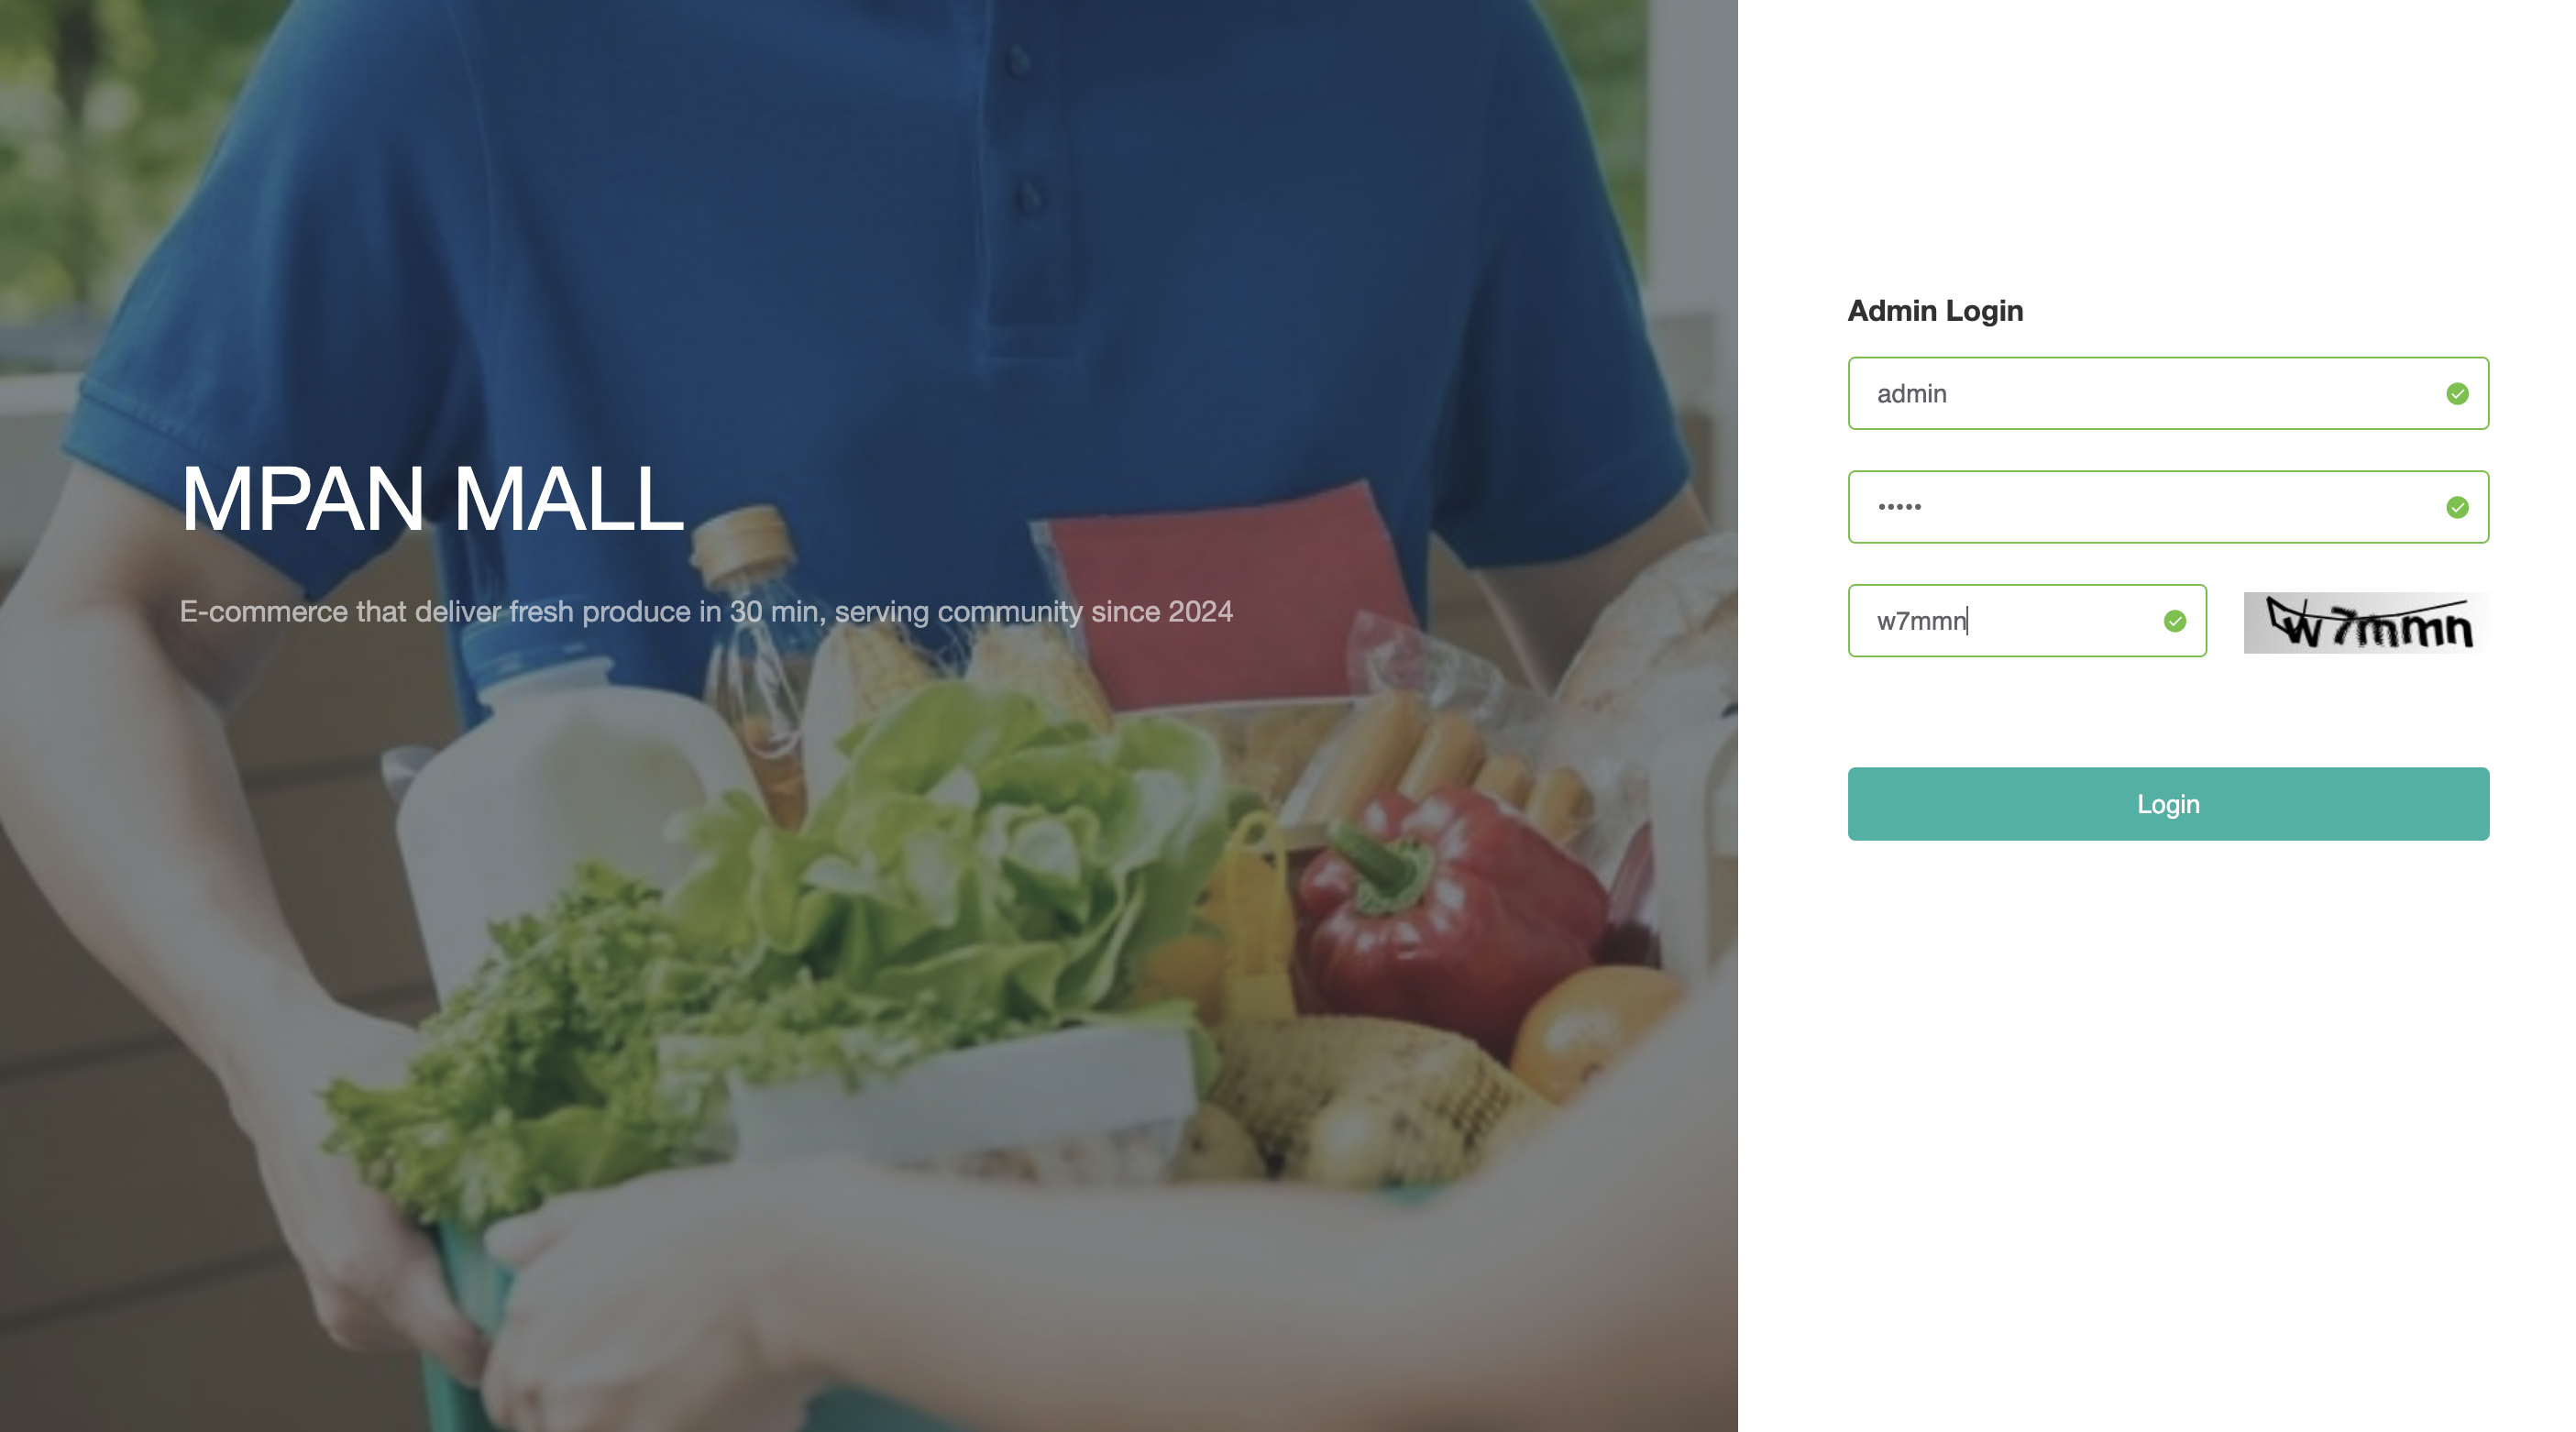 MPAN MALL
E-commerce that deliver fresh produce in 30 min, serving community since 2024
Admin Login
admin
•••••
w7mmn
w7mmn
Login